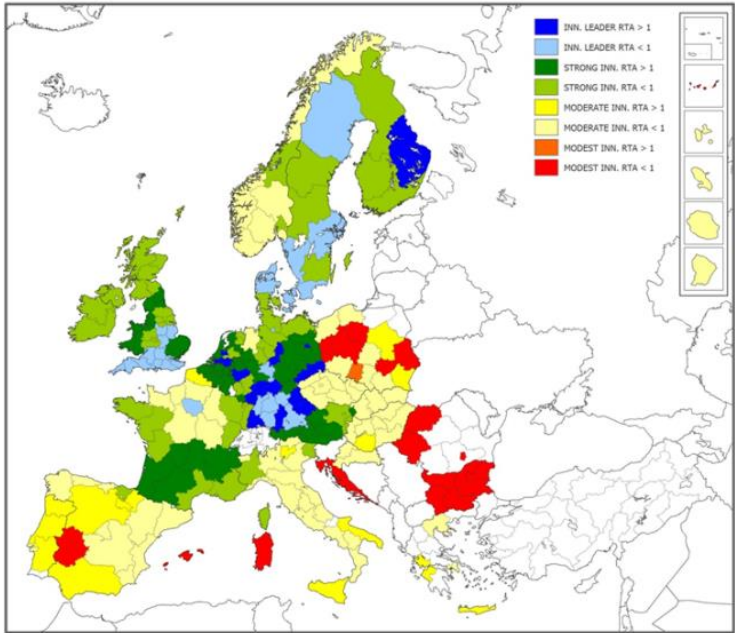 INN. LEADER RTA > 1
INN. LEADER RTA < 1
STRONG INN. RTA > 1
STRONG INN. RTA < 1
MODERATE INN. RTA > 1
MODERATE INN. RTA < 1
MODEST INN. RTA > 1
MODEST INN. RTA < 1